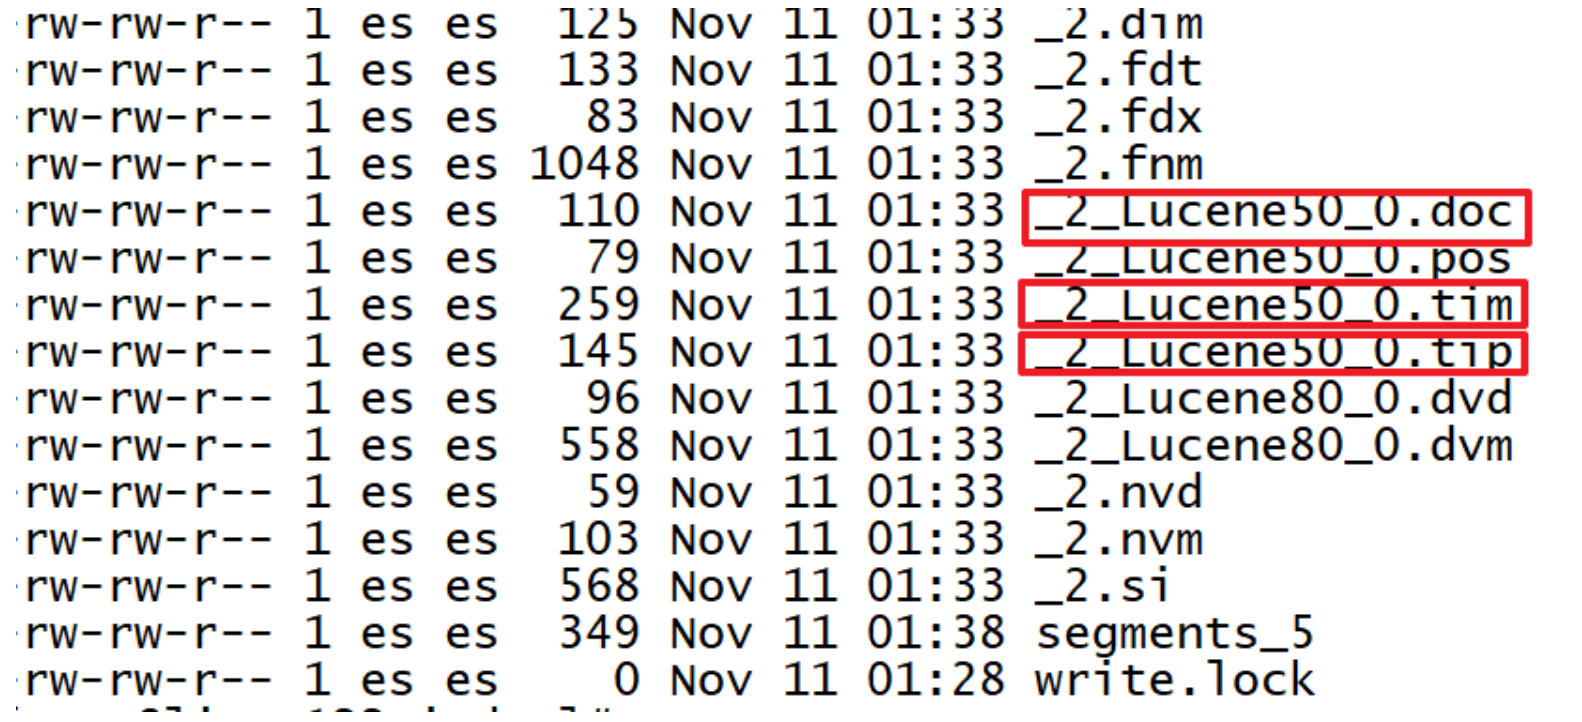 -rw-rw-r-- 1 es es 125 Nov 11 01:33 _2.dim
-rw-rw-r-- 1 es es 133 Nov 11 01:33 _2.fdt
-rw-rw-r-- 1 es es 83 Nov 11 01:33 _2.fdx
-rw-rw-r-- 1 es es 1048 Nov 11 01:33 _2.fnm
-rw-rw-r-- 1 es es 110 Nov 11 01:33 _2_Lucene50_0.doc
-rw-rw-r-- 1 es es 79 Nov 11 01:33 _2_Lucene50_0.pos
-rw-rw-r-- 1 es es 259 Nov 11 01:33 _2_Lucene50_0.tim
-rw-rw-r-- 1 es es 145 Nov 11 01:33 _2_Lucene50_0.tip
-rw-rw-r-- 1 es es 96 Nov 11 01:33 _2_Lucene80_0.dvd
-rw-rw-r-- 1 es es 558 Nov 11 01:33 _2_Lucene80_0.dvm
-rw-rw-r-- 1 es es 59 Nov 11 01:33 _2.nvd
-rw-rw-r-- 1 es es 103 Nov 11 01:33 _2.nvm
-rw-rw-r-- 1 es es 568 Nov 11 01:33 _2.si
-rw-rw-r-- 1 es es 349 Nov 11 01:38 segments_5
-rw-rw-r-- 1 es es 0 Nov 11 01:28 write.lock